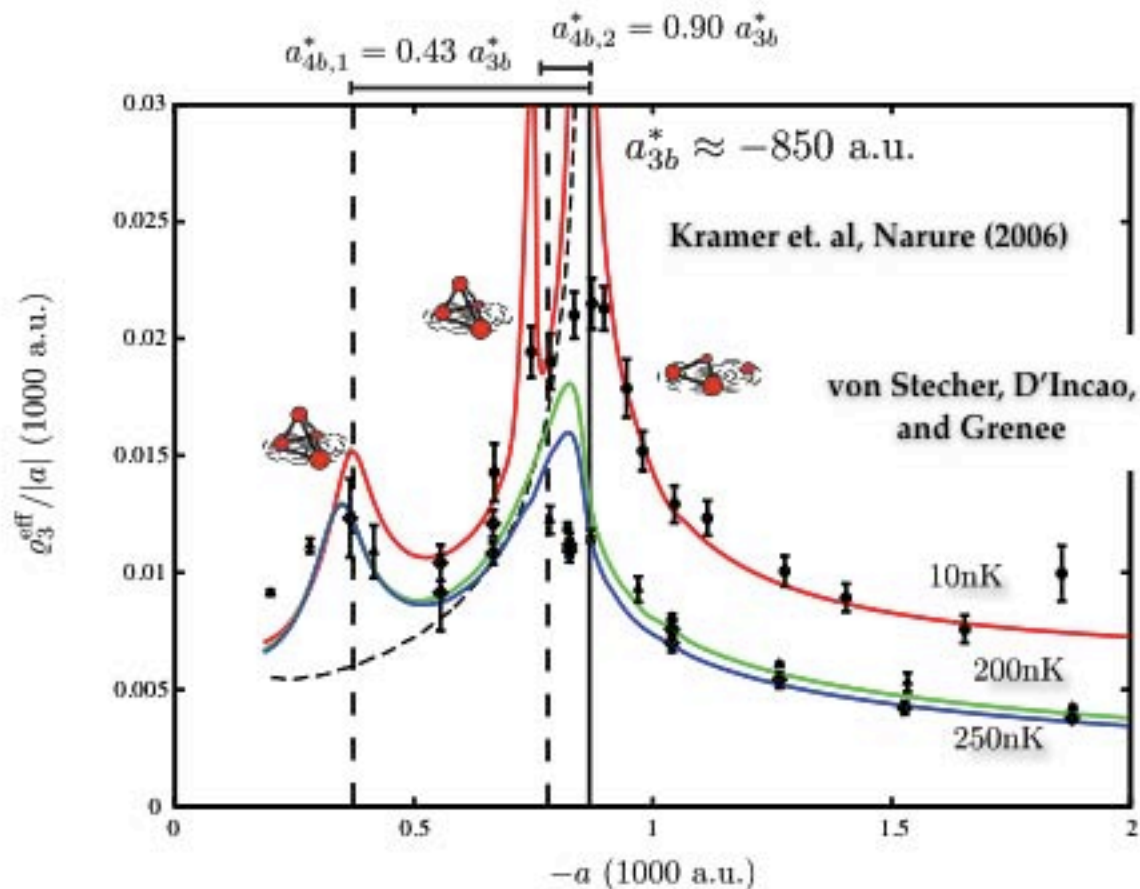 a*4b,1 = 0.43 a*3b
a*4b,2 = 0.90 a*3b
0.03
a*3b ≈ −850 a.u.
0.025
Kramer et. al, Narure (2006)
0.02
von Stecher, D'Incao,
and Grenee
0.015
ϱ3eff/|a| (1000 a.u.)
0.01
10nK
200nK
0.005
250nK
0
0
0.5
1
1.5
2
−a (1000 a.u.)